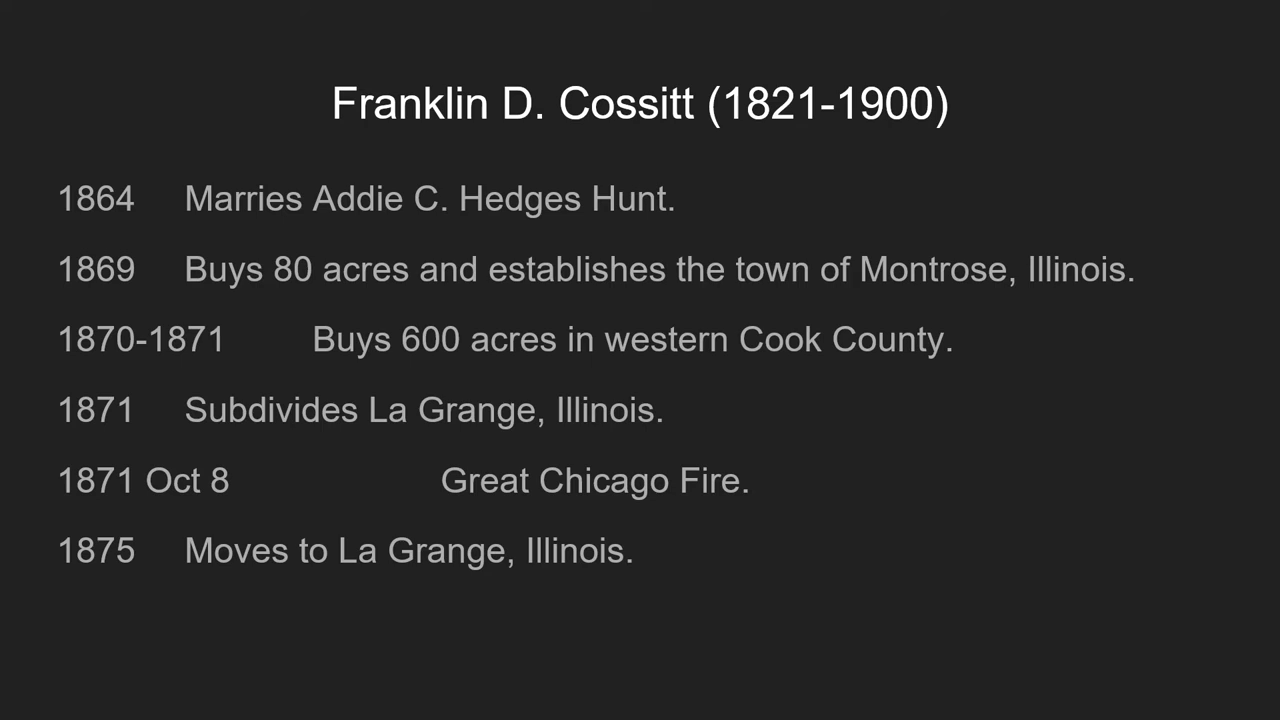 Franklin D. Cossitt (1821-1900)
1864 Marries Addie C. Hedges Hunt.
1869 Buys 80 acres and establishes the town of Montrose, Illinois.
1870-1871 Buys 600 acres in western Cook County.
1871 Subdivides La Grange, Illinois.
1871 Oct 8 Great Chicago Fire.
1875 Moves to La Grange, Illinois.